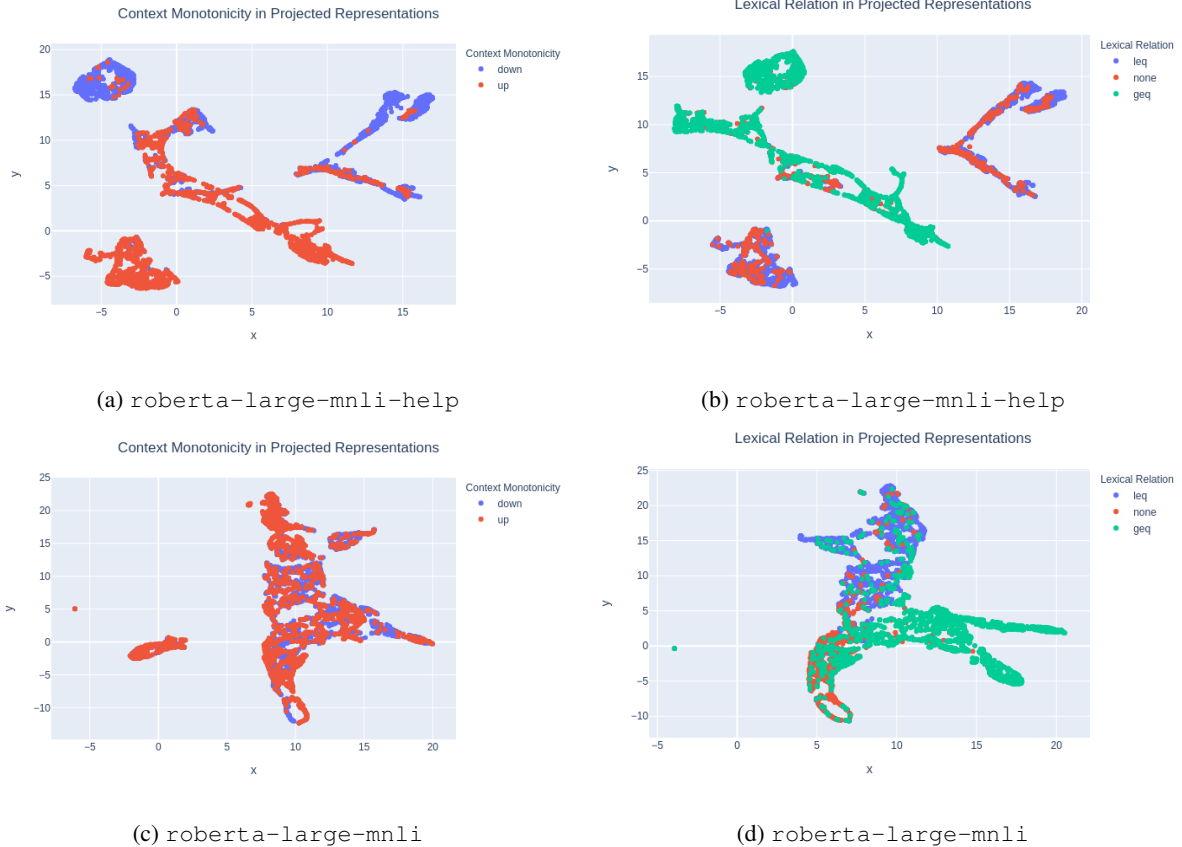 Context Monotonicity in Projected Representations
20
15
10
5
0
−5
y
−5
0
5
10
15
x
Context Monotonicity
down
up
(a) roberta-large-mnli-help
Lexical Relation in Projected Representations
15
10
5
0
−5
y
−5
0
5
10
15
20
x
Lexical Relation
leq
none
geq
(b) roberta-large-mnli-help
Context Monotonicity in Projected Representations
25
20
15
10
5
0
−5
−10
y
−5
0
5
10
15
20
x
Context Monotonicity
down
up
(c) roberta-large-mnli
Lexical Relation in Projected Representations
25
20
15
10
5
0
−5
−10
y
−5
0
5
10
15
20
x
Lexical Relation
leq
none
geq
(d) roberta-large-mnli